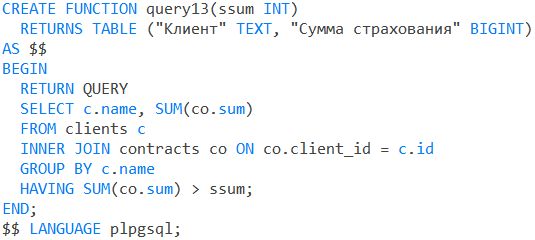 CREATE FUNCTION query13(ssum INT)
  RETURNS TABLE ("Клиент" TEXT, "Сумма страхования" BIGINT)
AS $$
BEGIN
  RETURN QUERY
  SELECT c.name, SUM(co.sum)
  FROM clients c
  INNER JOIN contracts co ON co.client_id = c.id
  GROUP BY c.name
  HAVING SUM(co.sum) > ssum;
END;
$$ LANGUAGE plpgsql;